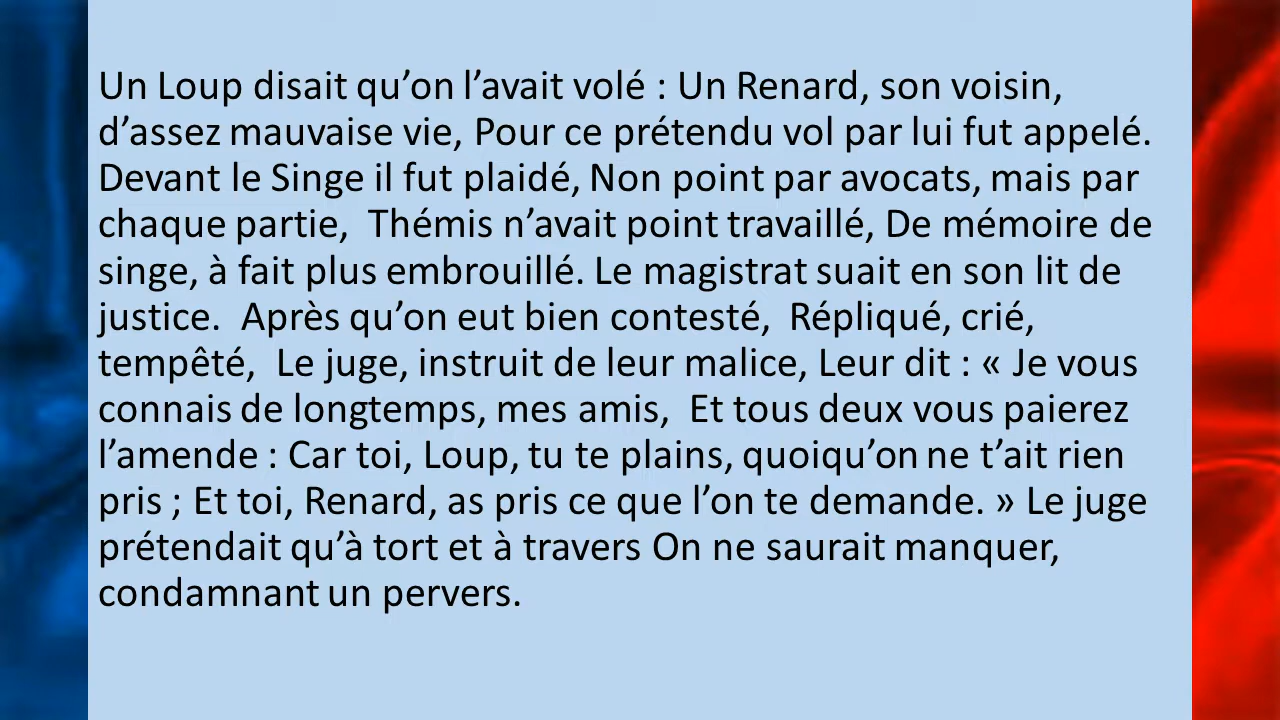 Un Loup disait qu’on l’avait volé : Un Renard, son voisin,
d’assez mauvaise vie, Pour ce prétendu vol par lui fut appelé.
Devant le Singe il fut plaidé, Non point par avocats, mais par
chaque partie,  Thémis n’avait point travaillé, De mémoire de
singe, à fait plus embrouillé. Le magistrat suait en son lit de
justice.  Après qu’on eut bien contesté,  Répliqué, crié,
tempêté,  Le juge, instruit de leur malice, Leur dit : « Je vous
connais de longtemps, mes amis,  Et tous deux vous paierez
l’amende : Car toi, Loup, tu te plains, quoiqu’on ne t’ait rien
pris ; Et toi, Renard, as pris ce que l’on te demande. » Le juge
prétendait qu’à tort et à travers On ne saurait manquer,
condamnant un pervers.